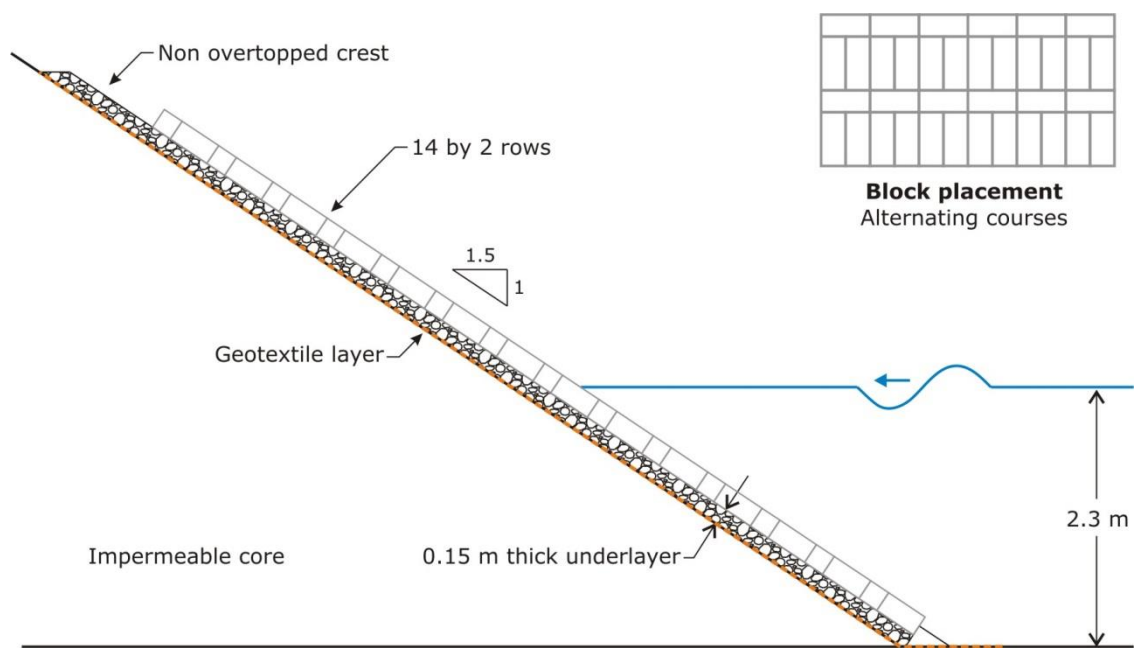 Non overtopped crest
14 by 2 rows
Block placement
Alternating courses
1.5
1
Geotextile layer
2.3 m
Impermeable core
0.15 m thick underlayer